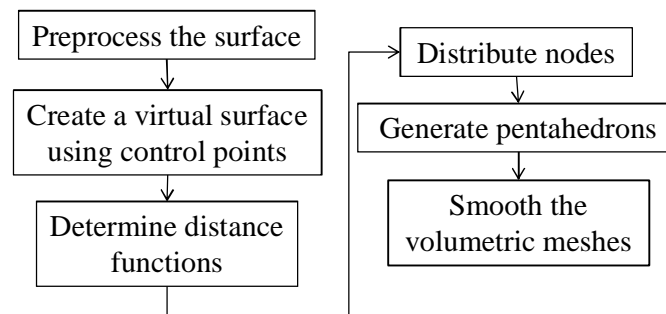 Preprocess the surface
Create a virtual surface
using control points
Determine distance
functions
Distribute nodes
Generate pentahedrons
Smooth the
volumetric meshes